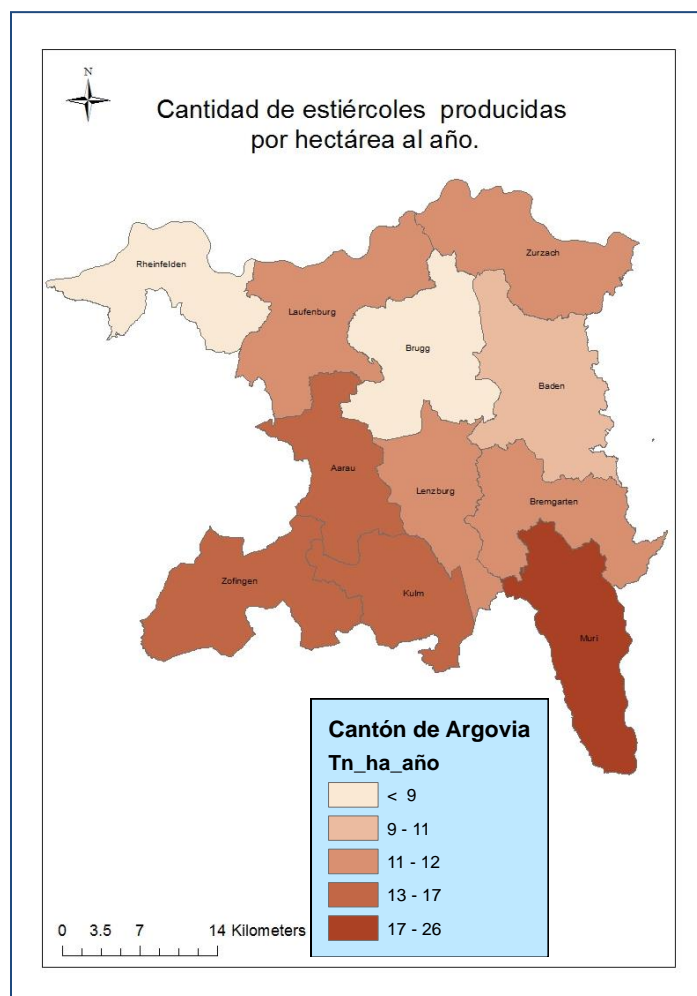 N
Cantidad de estiércoles producidas
por hectárea al año.
Zurzach
Rheinfelden
Laufenburg
Brugg
Baden
Aarau
Lenzburg
Bremgarten
Zofingen
Kulm
Muri
Cantón de Argovia
Tn_ha_año
< 9
9 - 11
11 - 12
13 - 17
17 - 26
0 3.5 7 14 Kilometers